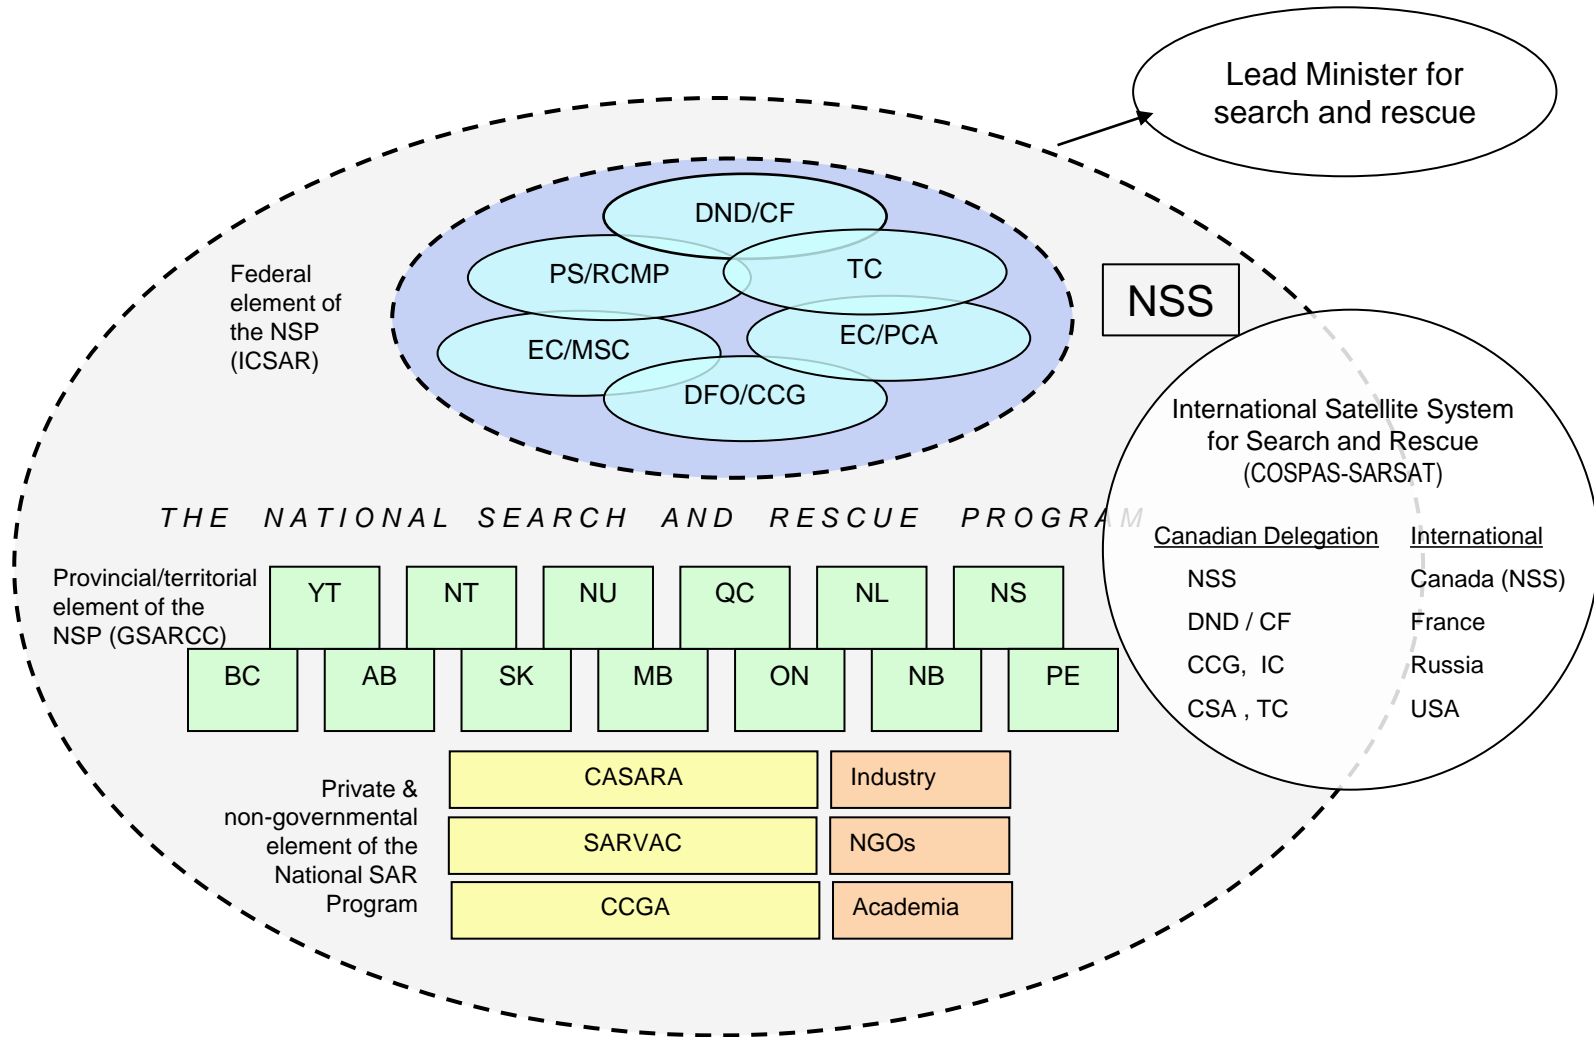 Lead Minister for
search and rescue
DND/CF
PS/RCMP
TC
Federal
element of
the NSP
(ICSAR)
NSS
EC/MSC
EC/PCA
DFO/CCG
International Satellite System
for Search and Rescue
(COSPAS-SARSAT)
THE NATIONAL SEARCH AND RESCUE PROGRAM
Canadian Delegation International
NSS Canada (NSS)
DND / CF France
CCG, IC Russia
CSA , TC USA
Provincial/territorial
element of the
NSP (GSARCC)
YT NT NU QC NL NS
BC AB SK MB ON NB PE
Private &
non-governmental
element of the
National SAR
Program
CASARA Industry
SARVAC NGOs
CCGA Academia